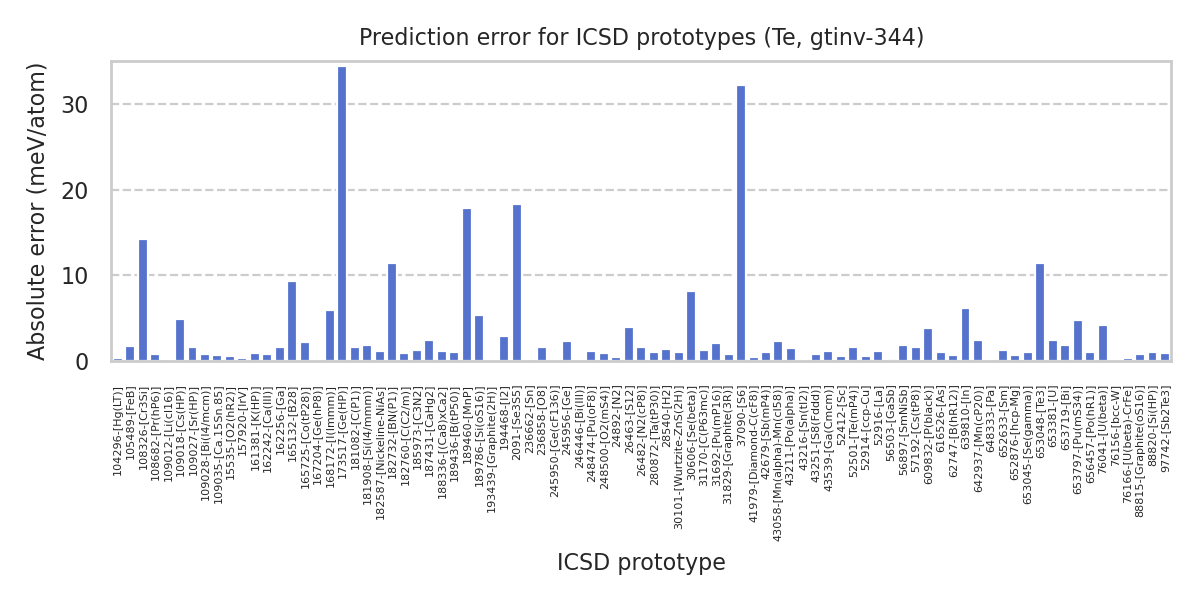 Prediction error for ICSD prototypes (Te, gtinv-344)
Absolute error (meV/atom)
30
20
10
0
104296-[Hg(LT)]
105489-[FeB]
108326-[Cr3Si]
108682-[Pr(hP6)]
109012-[Li(cI16)]
109018-[Cs(HP)]
109027-[Sr(HP)]
109028-[Bi(I4/mcm)]
109035-[Ca.15Sn.85]
15535-[O2(hR2)]
157920-[IrV]
161381-[K(HP)]
162242-[Ca(III)]
162256-[Ga]
165132-[B28]
165725-[Co(tP28)]
167204-[Ge(hP8)]
168172-[I(Immm)]
173517-[Ge(HP)]
181082-[C(P1)]
181908-[Si(I4/mmm)]
182587-[Nickeline-NiAs]
182732-[BN(P1)]
182760-[C(C2/m)]
185973-[C3N2]
187431-[CaHg2]
188336-[(Ca8)xCa2]
189436-[B(tP50)]
189460-[MnP]
189786-[Si(oS16)]
193439-[Graphite(2H)]
194468-[I2]
2091-[Se3S5]
236662-[Sn]
236858-[O8]
245950-[Ge(cF136)]
245956-[Ge]
246446-[Bi(III)]
248474-[Pu(oF8)]
248500-[O2(mS4)]
24892-[N2]
26463-[S12]
26482-[N2(cP8)]
280872-[Ta(tP30)]
28540-[H2]
30101-[Wurtzite-ZnS(2H)]
30606-[Se(beta)]
31170-[C(P63mc)]
31692-[Pu(mP16)]
31829-[Graphite(3R)]
37090-[S6]
41979-[Diamond-C(cF8)]
42679-[Sb(mP4)]
43058-[Mn(alpha)-Mn(cI58)]
43211-[Po(alpha)]
43216-[Sn(tI2)]
43251-[S8(Fddd)]
43539-[Ga(Cmcm)]
52412-[Sc]
52501-[Te(mP4)]
52914-[ccp-Cu]
52916-[La]
56503-[GaSb]
56897-[SmNiSb]
57192-[Cs(tP8)]
609832-[P(black)]
616526-[As]
62747-[B(hR12)]
639810-[In]
642937-[Mn(cP20)]
648333-[Pa]
652633-[Sm]
652876-[hcp-Mg]
653045-[Se(gamma)]
653048-[Te3]
653381-[U]
653719-[Bi]
653797-[Pu(mS34)]
656457-[Po(hR1)]
76041-[U(beta)]
76156-[bcc-W]
76166-[U(beta)-CrFe]
88815-[Graphite(oS16)]
88820-[Si(HP)]
97742-[Sb2Te3]
ICSD prototype